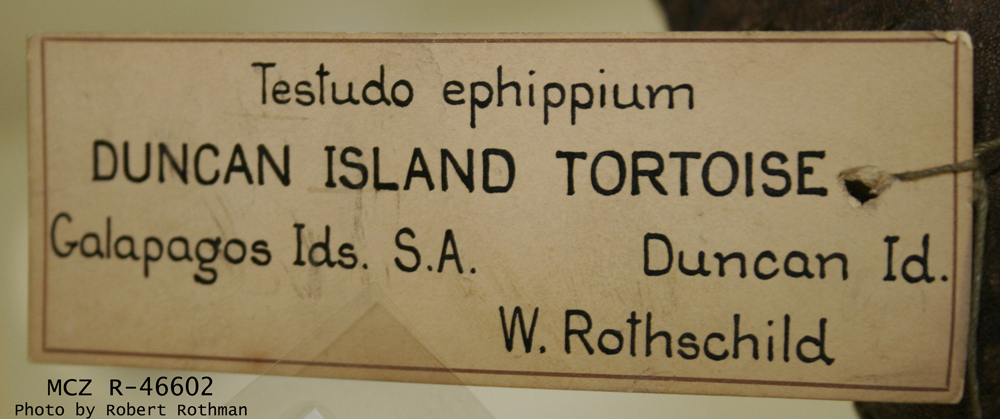 Testudo ephippium
DUNCAN ISLAND TORTOISE
Galapagos Ids. S.A. Duncan Id.
W. Rothschild
MCZ R-46602
Photo by Robert Rothman